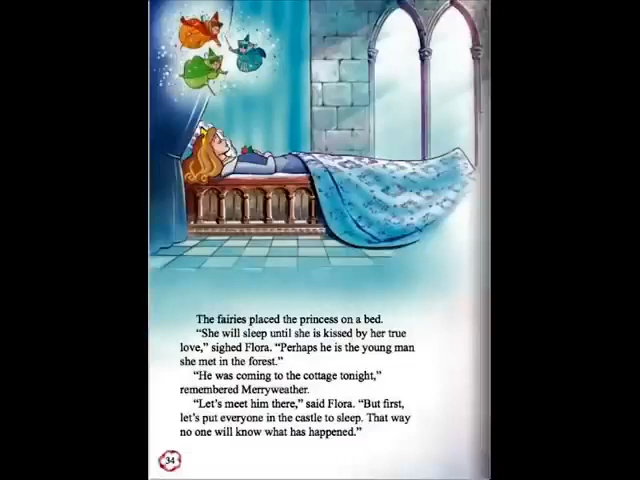 The fairies placed the princess on a bed.
“She will sleep until she is kissed by her true
love,” sighed Flora. “Perhaps he is the young man
she met in the forest.”
“He was coming to the cottage tonight,”
remembered Merryweather.
“Let’s meet him there,” said Flora. “But first,
let’s put everyone in the castle to sleep. That way
no one will know what has happened.”
34